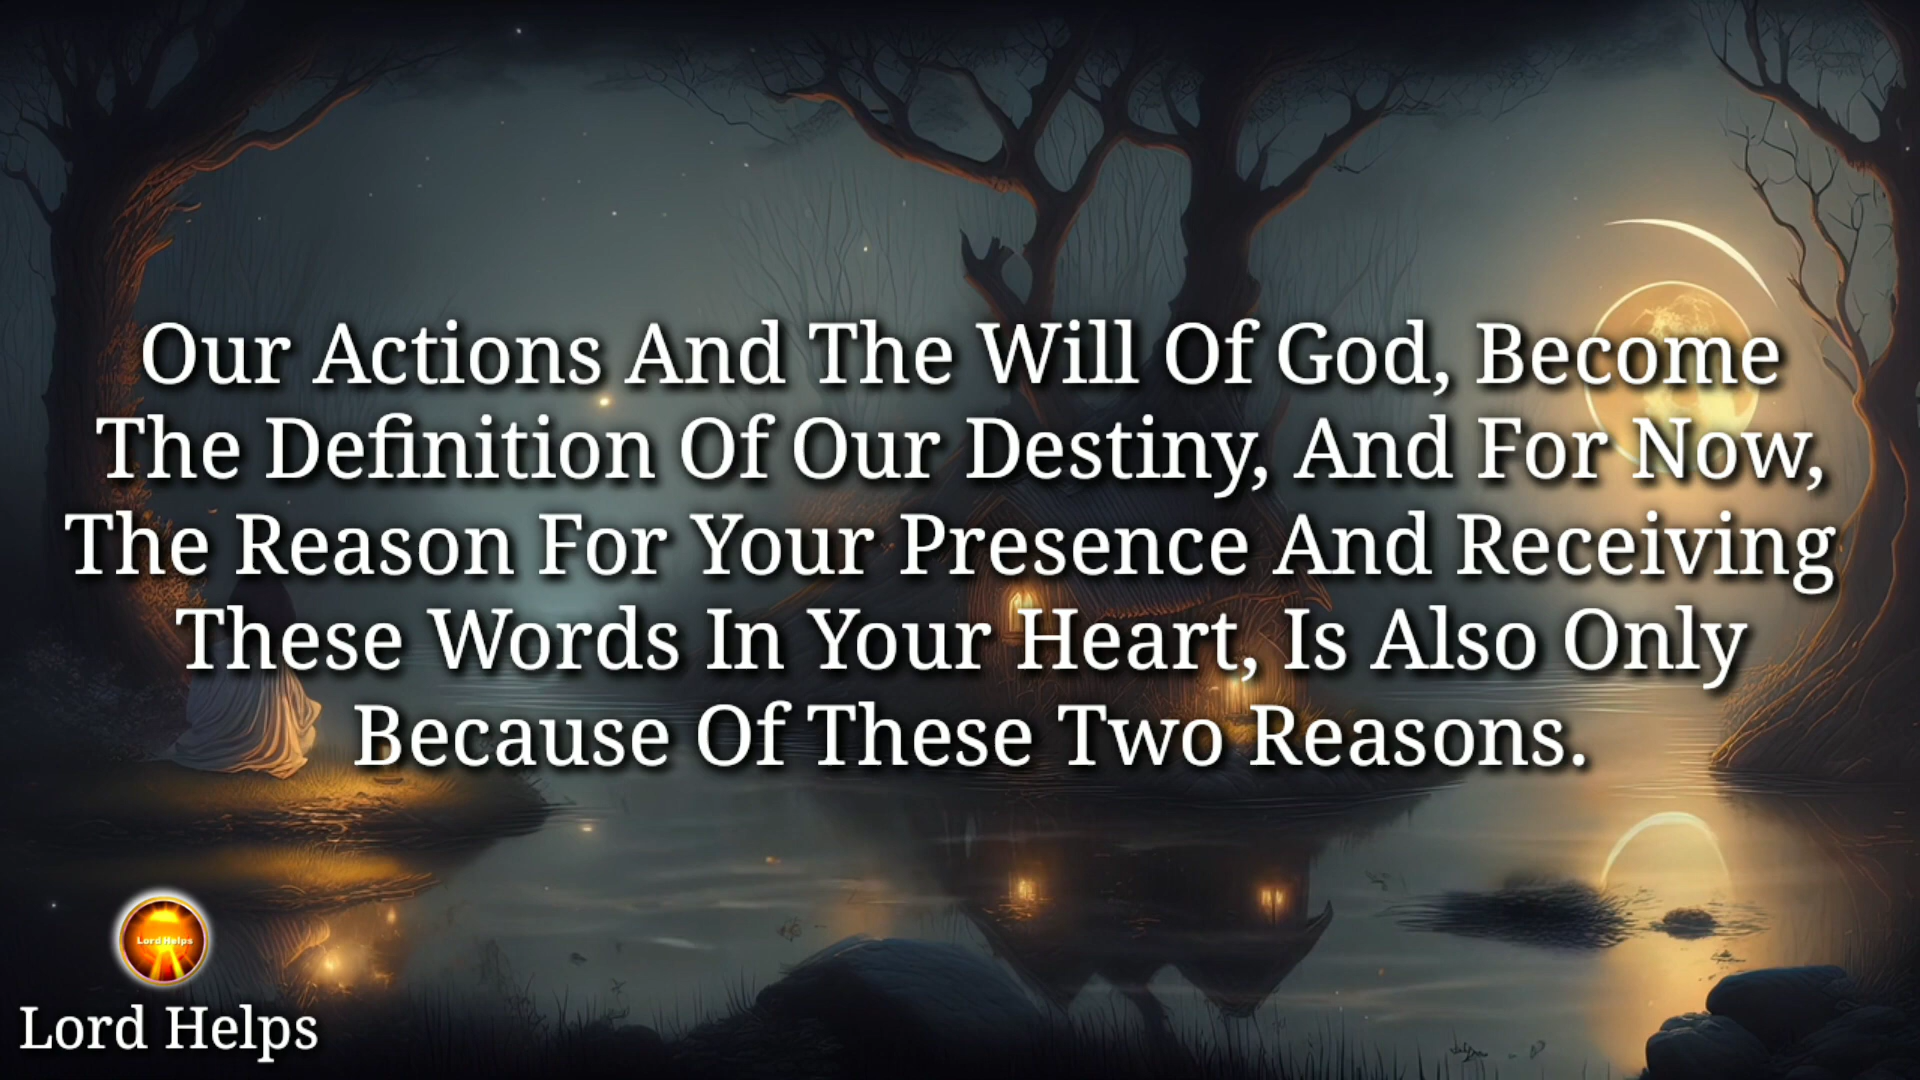 Our Actions And The Will Of God, Become
The Definition Of Our Destiny, And For Now,
The Reason For Your Presence And Receiving
These Words In Your Heart, Is Also Only
Because Of These Two Reasons.
Lord Helps
Lord Helps